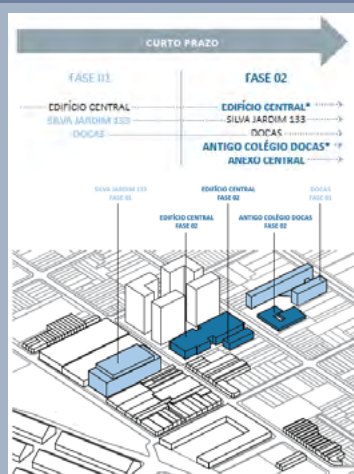 CURTO PRAZO
FASE 01
FASE 02
EDIFÍCIO CENTRAL
EDIFÍCIO CENTRAL*
SILVA JARDIM 133
SILVA JARDIM 133
DOCAS
DOCAS
ANTIGO COLÉGIO DOCAS*
ANEXO CENTRAL
SILVA JARDIM 133
FASE 01
EDIFÍCIO CENTRAL
FASE 02
DOCAS
FASE 01
EDIFÍCIO CENTRAL
FASE 02
ANTIGO COLÉGIO DOCAS
FASE 02